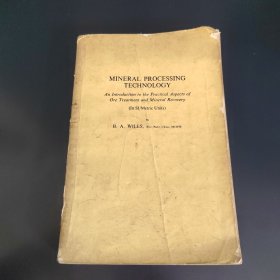 MINERAL PROCESSING
TECHNOLOGY
An Introduction to the Practical Aspects of
Ore Treatment and Mineral Recovery
(In SI/Metric Units)
by
B. A. WILLS,